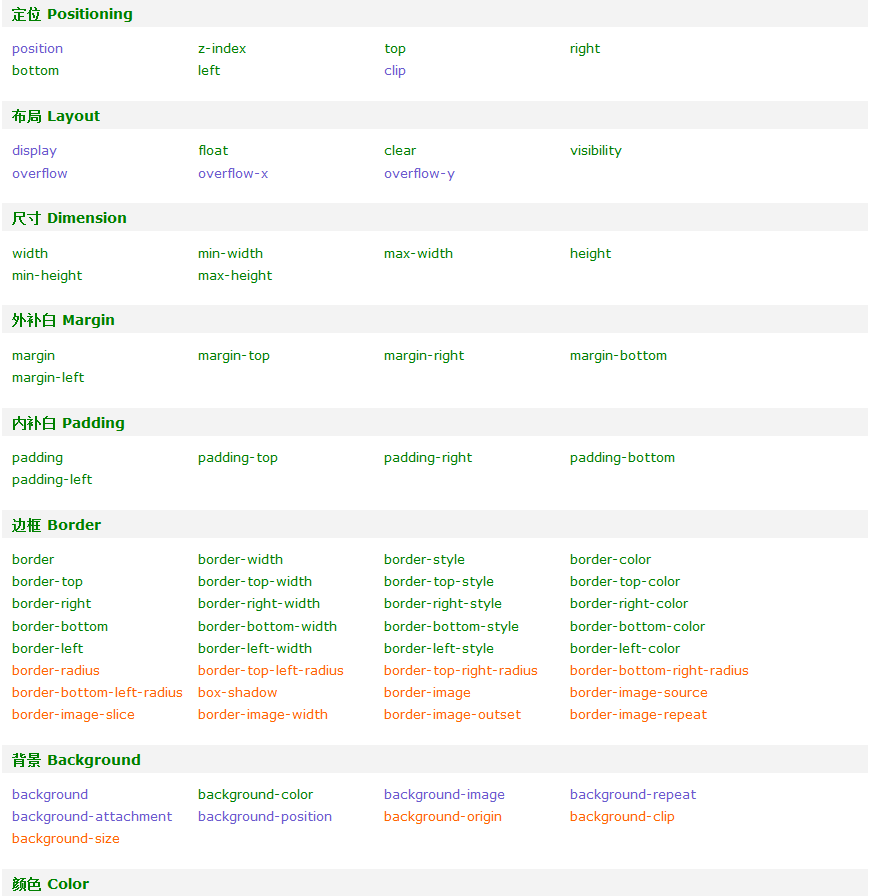 定位 Positioning
position z-index top right
bottom left clip
布局 Layout
display float clear visibility
overflow overflow-x overflow-y
尺寸 Dimension
width min-width max-width height
min-height max-height
外补白 Margin
margin margin-top margin-right margin-bottom
margin-left
内补白 Padding
padding padding-top padding-right padding-bottom
padding-left
边框 Border
border border-width border-style border-color
border-top border-top-width border-top-style border-top-color
border-right border-right-width border-right-style border-right-color
border-bottom border-bottom-width border-bottom-style border-bottom-color
border-left border-left-width border-left-style border-left-color
border-radius border-top-left-radius border-top-right-radius border-bottom-right-radius
border-bottom-left-radius box-shadow border-image border-image-source
border-image-slice border-image-width border-image-outset border-image-repeat
背景 Background
background background-color background-image background-repeat
background-attachment background-position background-origin background-clip
background-size
颜色 Color